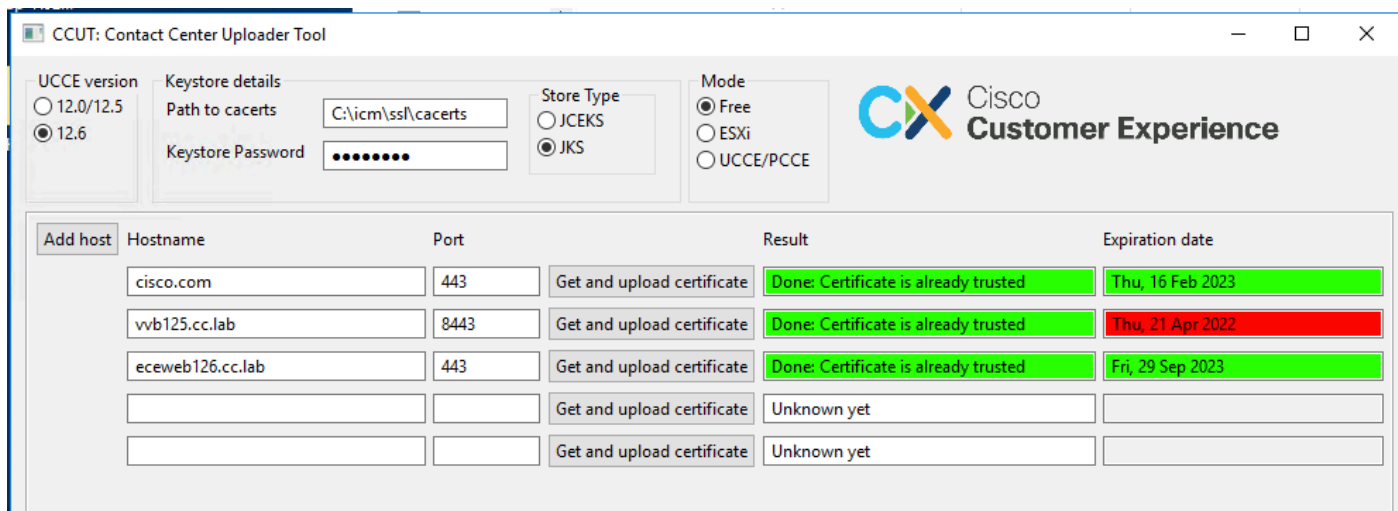 CCUT: Contact Center Uploader Tool
UCCE version
12.0/12.5
12.6
Keystore details
Path to cacerts C:\icm\ssl\cacerts
Keystore Password ••••••••
Store Type
JCEKS
JKS
Mode
Free
ESXi
UCCE/PCCE
Cisco
Customer Experience
Add host Hostname Port Result Expiration date
cisco.com 443 Get and upload certificate Done: Certificate is already trusted Thu, 16 Feb 2023
vvb125.cc.lab 8443 Get and upload certificate Done: Certificate is already trusted Thu, 21 Apr 2022
eceweb126.cc.lab 443 Get and upload certificate Done: Certificate is already trusted Fri, 29 Sep 2023
Get and upload certificate Unknown yet
Get and upload certificate Unknown yet